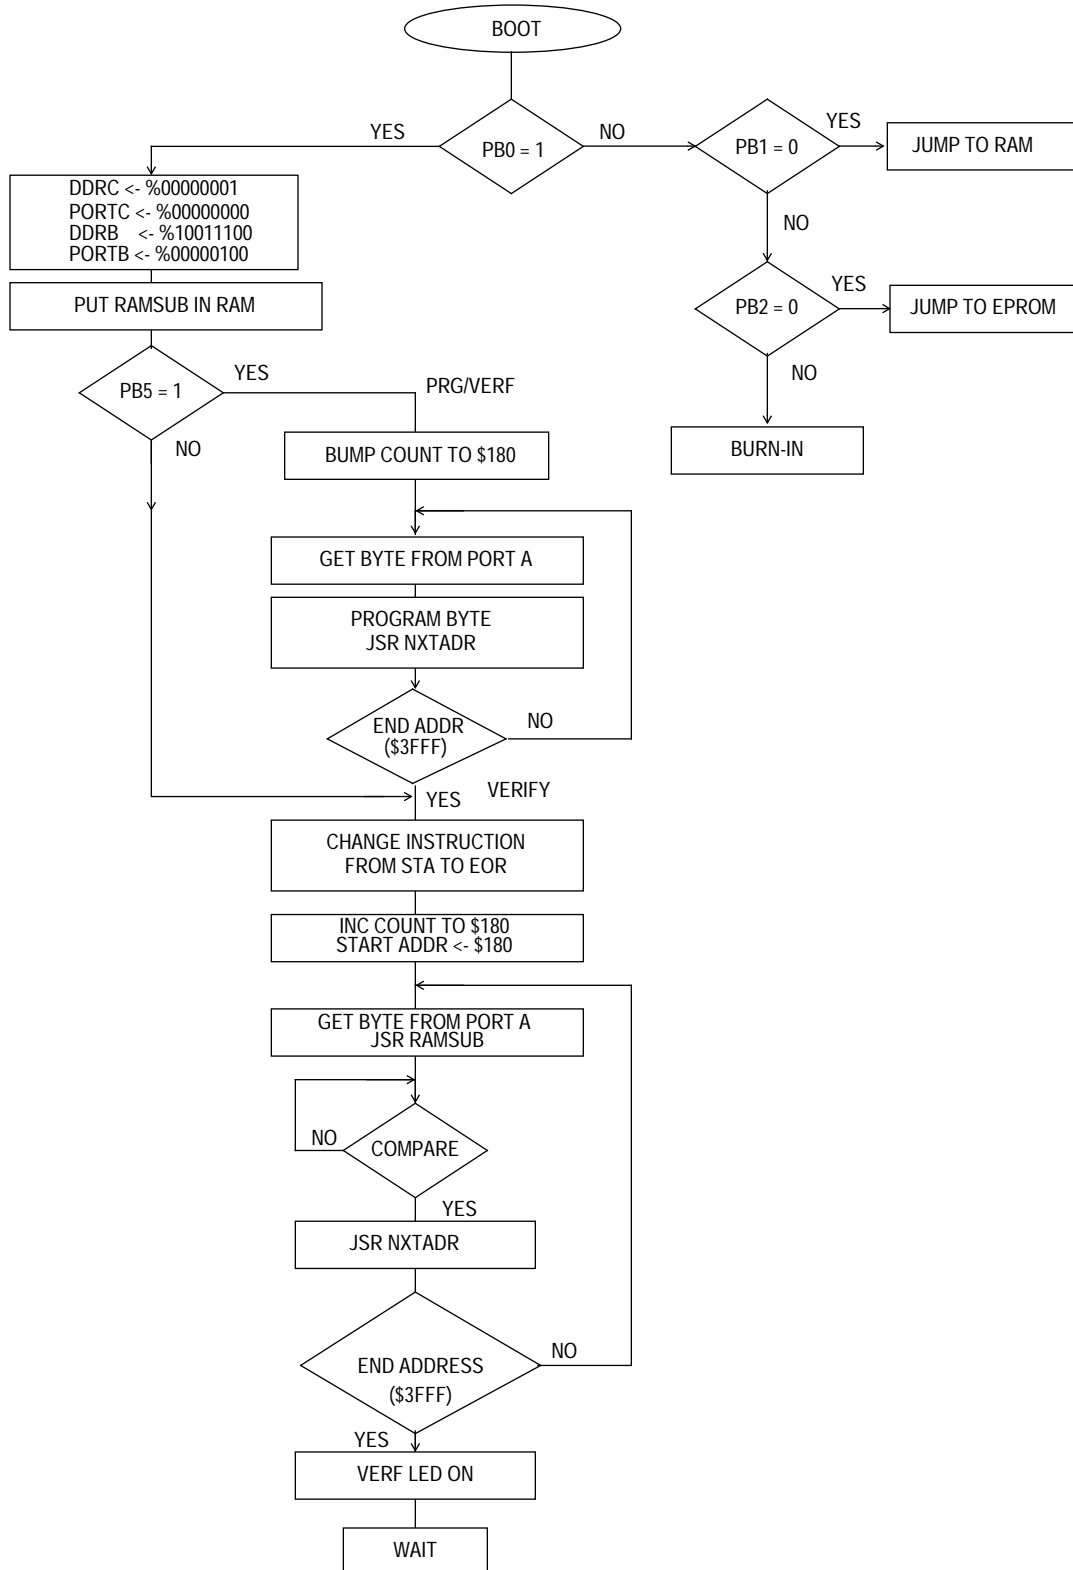 BOOT
YES
PB0 = 1
NO
PB1 = 0
YES
JUMP TO RAM
DDRC <- %00000001
PORTC <- %00000000
DDRB <- %10011100
PORTB <- %00000100
NO
PUT RAMSUB IN RAM
PB2 = 0
YES
JUMP TO EPROM
PB5 = 1
YES
PRG/VERF
NO
NO
BUMP COUNT TO $180
BURN-IN
GET BYTE FROM PORT A
PROGRAM BYTE
JSR NXTADR
END ADDR
($3FFF)
NO
YES
VERIFY
CHANGE INSTRUCTION
FROM STA TO EOR
INC COUNT TO $180
START ADDR <- $180
GET BYTE FROM PORT A
JSR RAMSUB
NO
COMPARE
YES
JSR NXTADR
NO
END ADDRESS
($3FFF)
YES
VERF LED ON
WAIT